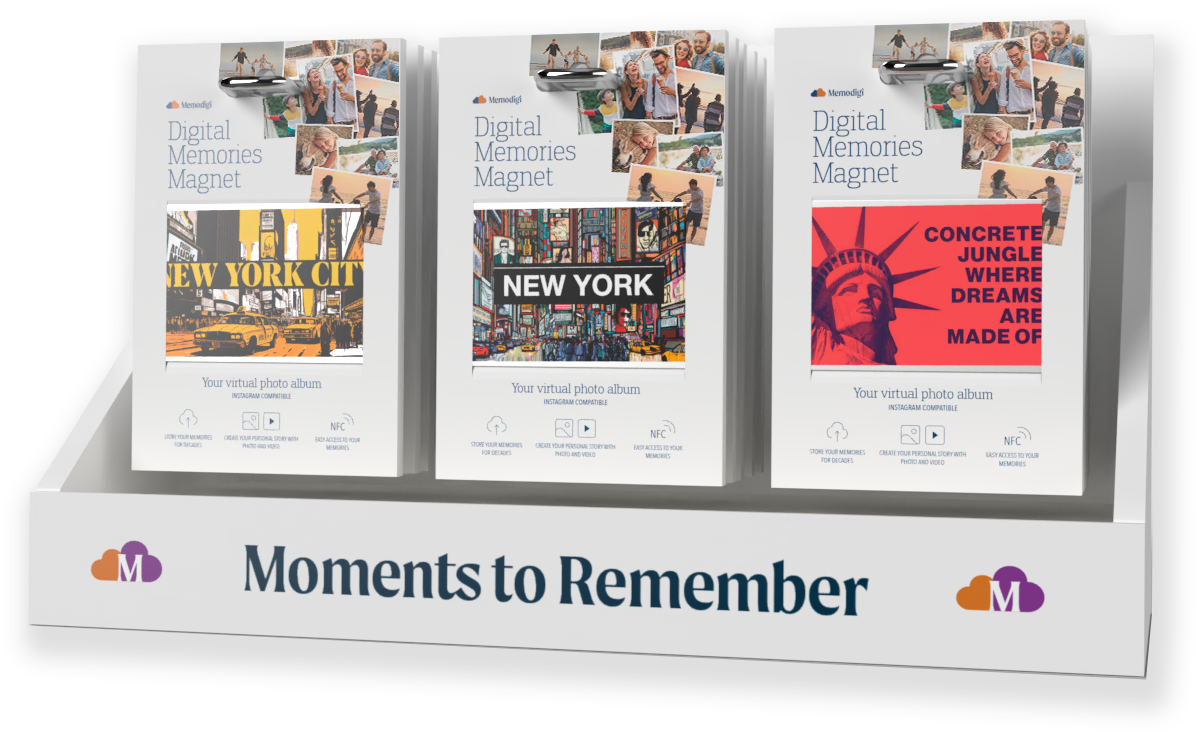 Memodigi
Digital
Memories
Magnet
NEW YORK CITY
Your virtual photo album
INSTAGRAM COMPATIBLE
STORE YOUR MEMORIES
FOR DECADES
CREATE YOUR PERSONAL STORY WITH
PHOTO AND VIDEO
NFC
EASY ACCESS TO YOUR
MEMORIES
Memodigi
Digital
Memories
Magnet
NEW YORK
Your virtual photo album
INSTAGRAM COMPATIBLE
STORE YOUR MEMORIES
FOR DECADES
CREATE YOUR PERSONAL STORY WITH
PHOTO AND VIDEO
NFC
EASY ACCESS TO YOUR
MEMORIES
Memodigi
Digital
Memories
Magnet
CONCRETE
JUNGLE
WHERE
DREAMS
ARE
MADE OF
Your virtual photo album
INSTAGRAM COMPATIBLE
STORE YOUR MEMORIES
FOR DECADES
CREATE YOUR PERSONAL STORY WITH
PHOTO AND VIDEO
NFC
EASY ACCESS TO YOUR
MEMORIES
M
Moments to Remember
M